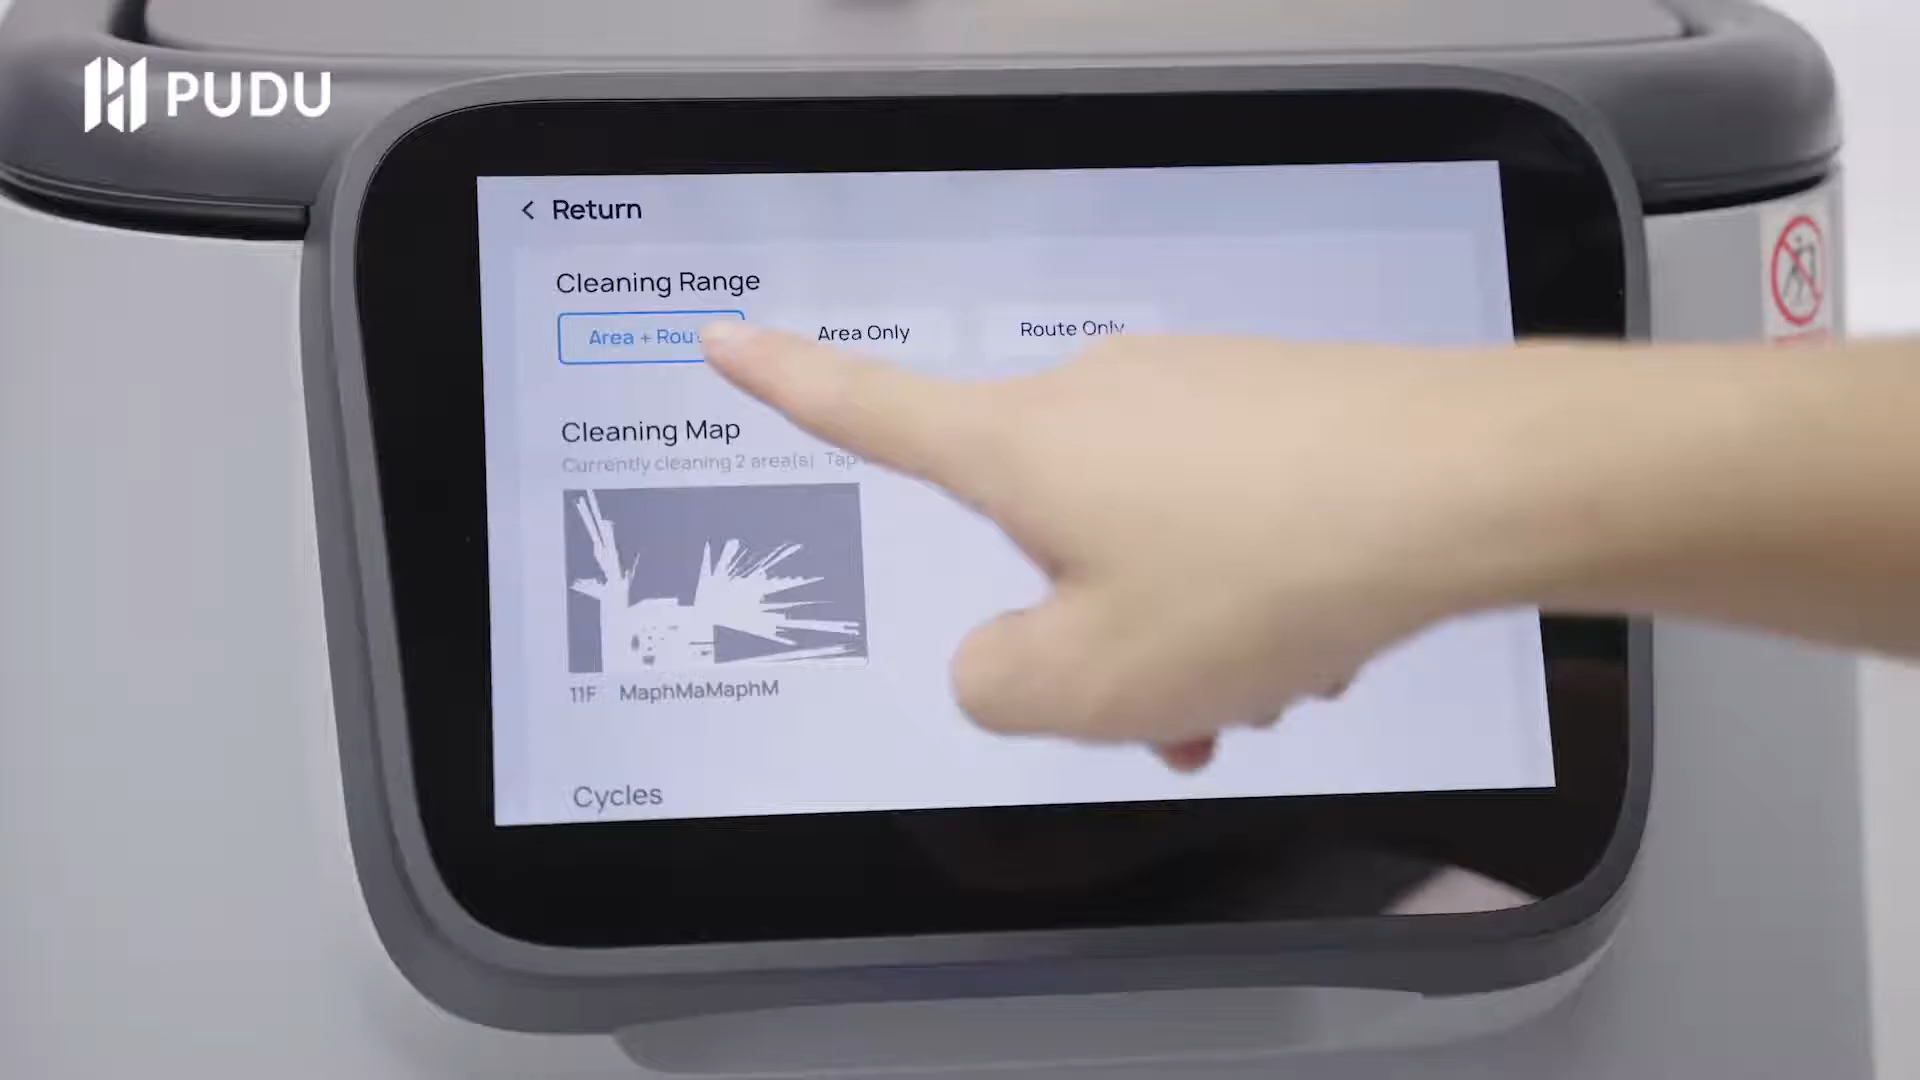 PUDU
< Return
Cleaning Range
Area + Rou
Area Only
Route Only
Cleaning Map
Currently cleaning 2 area(s) Tap
11F MaphMaMaphM
Cycles